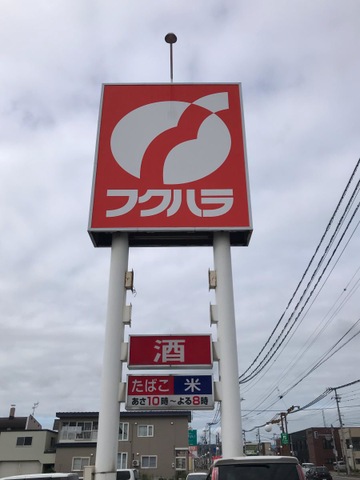 フクハラ
酒
たばこ 米
あさ10時〜よる8時